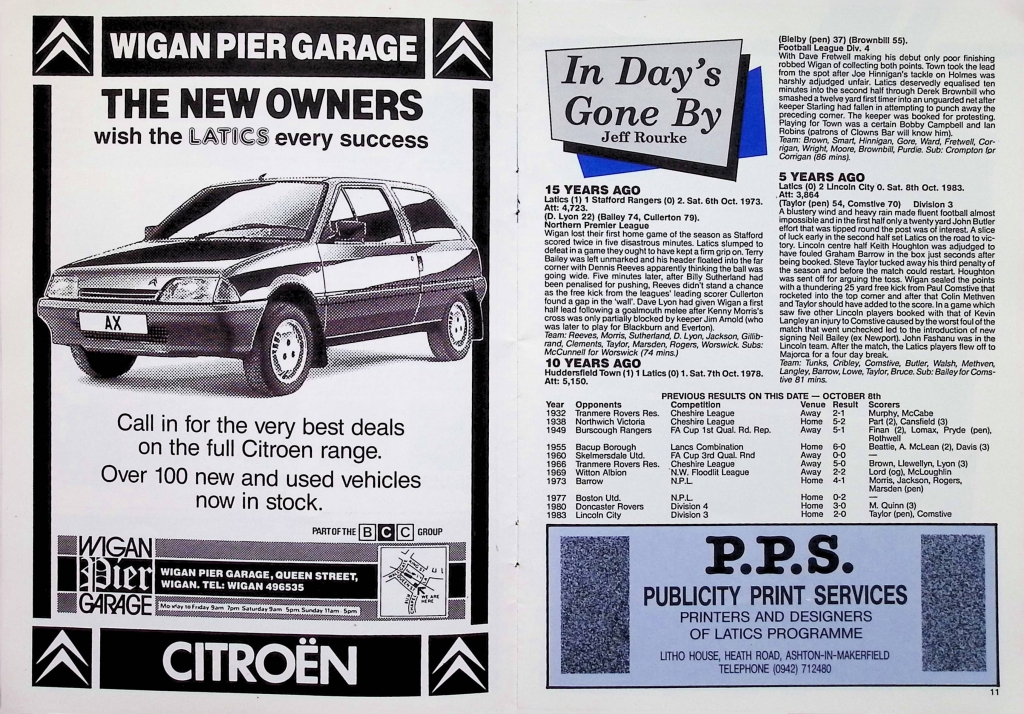 WIGAN PIER GARAGE
THE NEW OWNERS
wish the LATICS every success
AX
Call in for the very best deals
on the full Citroen range.
Over 100 new and used vehicles
now in stock.
PART OF THE BCC GROUP
WIGAN
Pier
GARAGE
WIGAN PIER GARAGE, QUEEN STREET,
WIGAN. TEL: WIGAN 496535
Monday to Friday 9am 7pm Saturday 9am 5pm Sunday 11am 5pm
WE ARE
HERE
CITROËN
In Day's
Gone By
Jeff Rourke
15 YEARS AGO
Latics (1) 1 Stafford Rangers (0) 2. Sat. 6th Oct. 1973.
Att: 4,723.
(D. Lyon 22) (Bailey 74, Cullerton 79).
Northern Premier League
Wigan lost their first home game of the season as Stafford
scored twice in five disastrous minutes. Latics slumped to
defeat in a game they ought to have kept a firm grip on. Terry
Bailey was left unmarked and his header floated into the far
corner with Dennis Reeves apparently thinking the ball was
going wide. Five minutes later, after Billy Sutherland had
been penalised for pushing, Reeves didn't stand a chance
as the free kick from the leagues' leading scorer Cullerton
found a gap in the 'wall'. Dave Lyon had given Wigan a first
half lead following a goalmouth melee after Kenny Morris's
cross was only partially blocked by keeper Jim Arnold (who
was later to play for Blackburn and Everton).
Team: Reeves, Morris, Sutherland, D. Lyon, Jackson, Gillib-
rand, Clements, Taylor, Marsden, Rogers, Worswick. Subs:
McCunnell for Worswick (74 mins.)
10 YEARS AGO
Huddersfield Town (1) 1 Latics (0) 1. Sat. 7th Oct. 1978.
Att: 5,150.
(Bielby (pen) 37) (Brownbill 55).
Football League Div. 4
With Dave Fretwell making his debut only poor finishing
robbed Wigan of collecting both points. Town took the lead
from the spot after Joe Hinnigan's tackle on Holmes was
harshly adjudged unfair. Latics deservedly equalised ten
minutes into the second half through Derek Brownbill who
smashed a twelve yard first timer into an unguarded net after
keeper Starling had fallen in attempting to punch away the
preceding corner. The keeper was booked for protesting.
Playing for Town was a certain Bobby Campbell and Ian
Robins (patrons of Clowns Bar will know him).
Team: Brown, Smart, Hinnigan, Gore, Ward, Fretwell, Cor-
rigan, Wright, Moore, Brownbill, Purdie. Sub: Crompton for
Corrigan (86 mins).
5 YEARS AGO
Latics (0) 2 Lincoln City 0. Sat. 8th Oct. 1983.
Att: 3,864
(Taylor (pen) 54, Comstive 70) Division 3
A blustery wind and heavy rain made fluent football almost
impossible and in the first half only a twenty yard John Butler
effort that was tipped round the post was of interest. A slice
of luck early in the second half set Latics on the road to vic-
tory. Lincoln centre half Keith Houghton was adjudged to
have fouled Graham Barrow in the box just seconds after
being booked. Steve Taylor tucked away his third penalty of
the season and before the match could restart, Houghton
was sent off for arguing the toss. Wigan sealed the points
with a thundering 25 yard free kick from Paul Comstive that
rocketed into the top corner and after that Colin Methven
and Taylor should have added to the score. In a game which
saw five other Lincoln players booked with that of Kevin
Langley an injury to Comstive caused by the worst foul of the
match that went unchecked led to the introduction of new
signing Neil Bailey (ex Newport). John Fashanu was in the
Lincoln team. After the match, the Latics players flew off to
Majorca for a four day break.
Team: Tunks, Cribley, Comstive, Butler, Walsh, Methven,
Langley, Barrow, Lowe, Taylor, Bruce. Sub: Bailey for Coms-
tive 81 mins.
PREVIOUS RESULTS ON THIS DATE — OCTOBER 8th
Year Opponents Competition Venue Result Scorers
1932 Tranmere Rovers Res. Cheshire League Away 2-1 Murphy, McCabe
1938 Northwich Victoria Cheshire League Home 5-2 Part (2), Cansfield (3)
1949 Burscough Rangers FA Cup 1st Qual. Rd. Rep. Away 5-1 Finan (2), Lomax, Pryde (pen),
Rothwell
1955 Bacup Borough Lancs Combination Home 6-0 Beattie, A. McLean (2), Davis (3)
1960 Skelmersdale Utd. FA Cup 3rd Qual. Rnd Away 0-0 —
1966 Tranmere Rovers Res. Cheshire League Away 5-0 Brown, Llewellyn, Lyon (3)
1969 Witton Albion N.W. Floodlit League Away 2-2 Lord (og), McLoughlin
1973 Barrow N.P.L. Home 4-1 Morris, Jackson, Rogers,
Marsden (pen)
1977 Boston Utd. N.P.L. Home 0-2 —
1980 Doncaster Rovers Division 4 Home 3-0 M. Quinn (3)
1983 Lincoln City Division 3 Home 2-0 Taylor (pen), Comstive
P.P.S.
PUBLICITY PRINT SERVICES
PRINTERS AND DESIGNERS
OF LATICS PROGRAMME
LITHO HOUSE, HEATH ROAD, ASHTON-IN-MAKERFIELD
TELEPHONE (0942) 712480
11